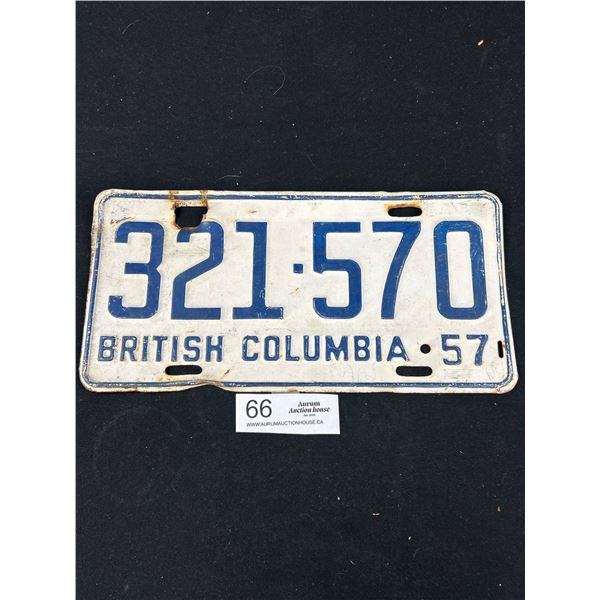 321·570
BRITISH COLUMBIA · 57
66
Aurum
Auction house
WWW.AURUMAUCTIONHOUSE.CA